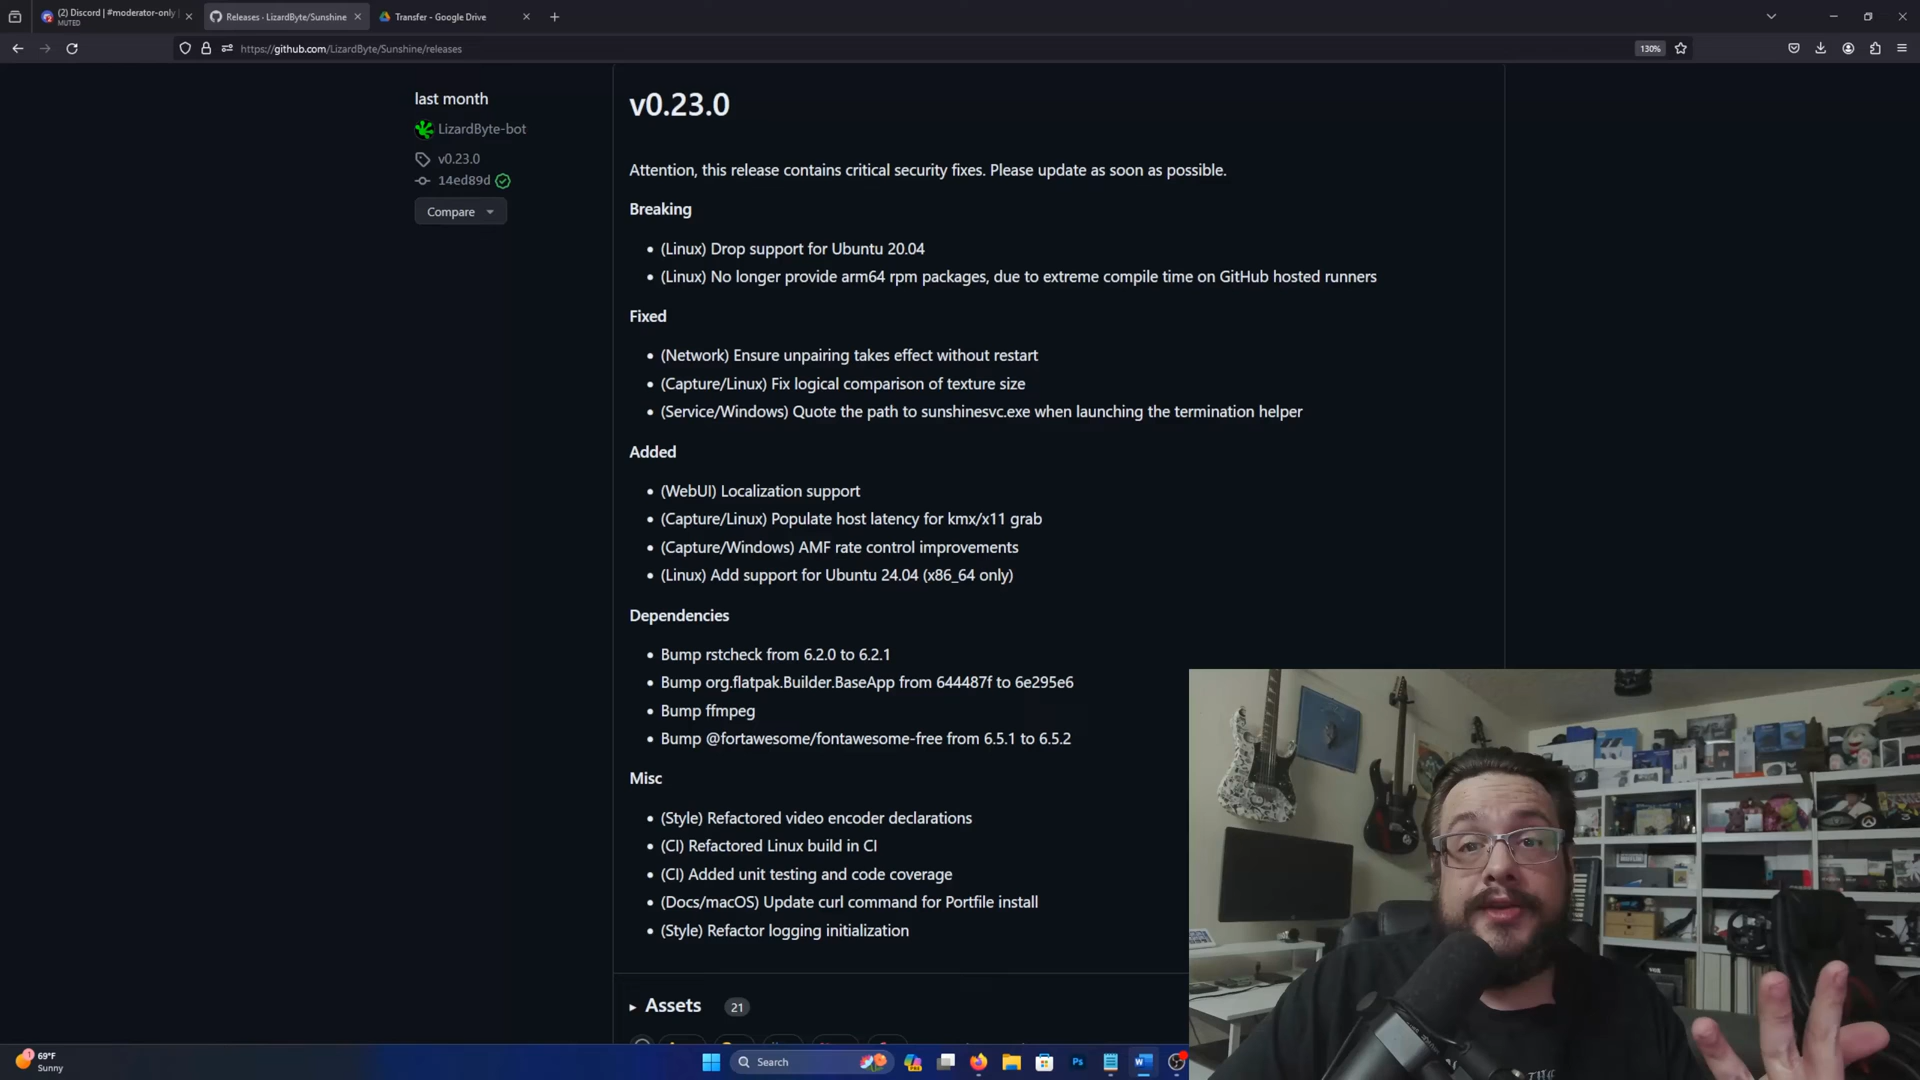 (2) Discord | #moderator-only |
MUTED
Releases · LizardByte/Sunshine
Transfer - Google Drive
https://github.com/LizardByte/Sunshine/releases
130%
last month
LizardByte-bot
v0.23.0
14ed89d
Compare
v0.23.0
Attention, this release contains critical security fixes. Please update as soon as possible.
Breaking
• (Linux) Drop support for Ubuntu 20.04
• (Linux) No longer provide arm64 rpm packages, due to extreme compile time on GitHub hosted runners
Fixed
• (Network) Ensure unpairing takes effect without restart
• (Capture/Linux) Fix logical comparison of texture size
• (Service/Windows) Quote the path to sunshinesvc.exe when launching the termination helper
Added
• (WebUI) Localization support
• (Capture/Linux) Populate host latency for kmx/x11 grab
• (Capture/Windows) AMF rate control improvements
• (Linux) Add support for Ubuntu 24.04 (x86_64 only)
Dependencies
• Bump rstcheck from 6.2.0 to 6.2.1
• Bump org.flatpak.Builder.BaseApp from 644487f to 6e295e6
• Bump ffmpeg
• Bump @fortawesome/fontawesome-free from 6.5.1 to 6.5.2
Misc
• (Style) Refactored video encoder declarations
• (CI) Refactored Linux build in CI
• (CI) Added unit testing and code coverage
• (Docs/macOS) Update curl command for Portfile install
• (Style) Refactor logging initialization
Assets 21
1
69°F
Sunny
Search
PRE
Ps
W
THE